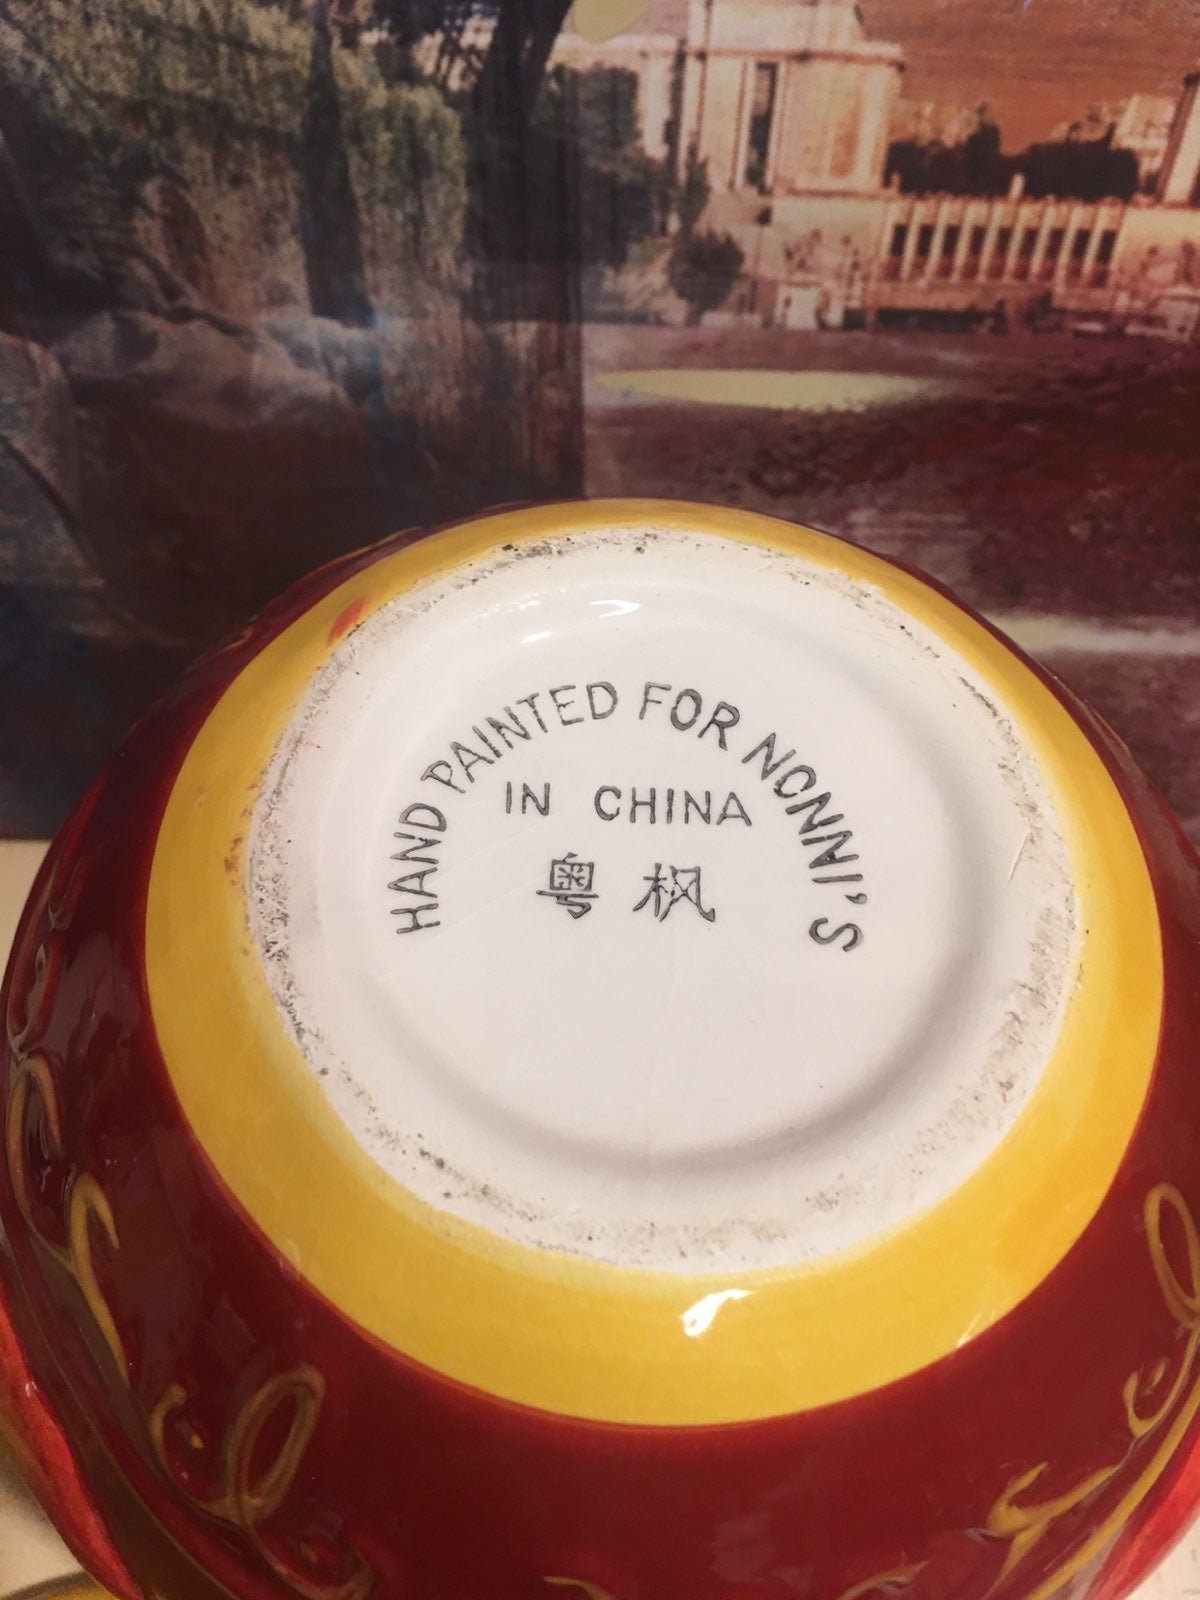 HAND PAINTED FOR NONNI'S
IN CHINA
粤枫